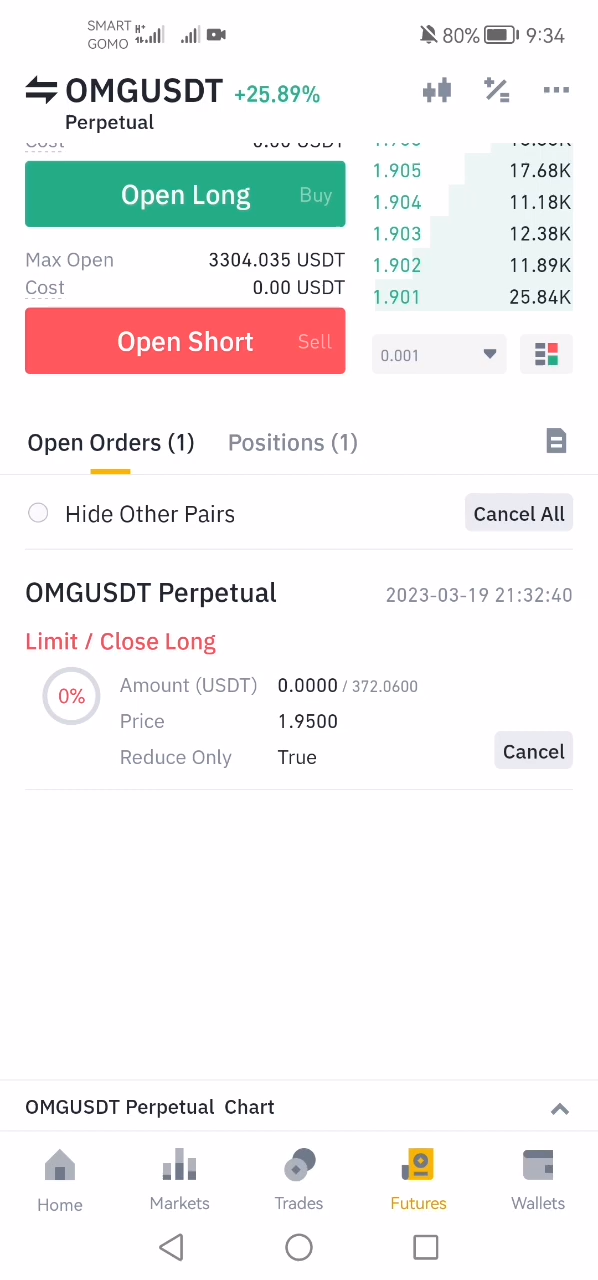 SMART
GOMO
80%
9:34
OMGUSDT +25.89%
Perpetual
Open Long Buy
Max Open 3304.035 USDT
Cost 0.00 USDT
Open Short Sell
1.905 17.68K
1.904 11.18K
1.903 12.38K
1.902 11.89K
1.901 25.84K
0.001
Open Orders (1) Positions (1)
Hide Other Pairs Cancel All
OMGUSDT Perpetual 2023-03-19 21:32:40
Limit / Close Long
0%
Amount (USDT) 0.0000 / 372.0600
Price 1.9500
Reduce Only True
Cancel
OMGUSDT Perpetual Chart
Home Markets Trades Futures Wallets